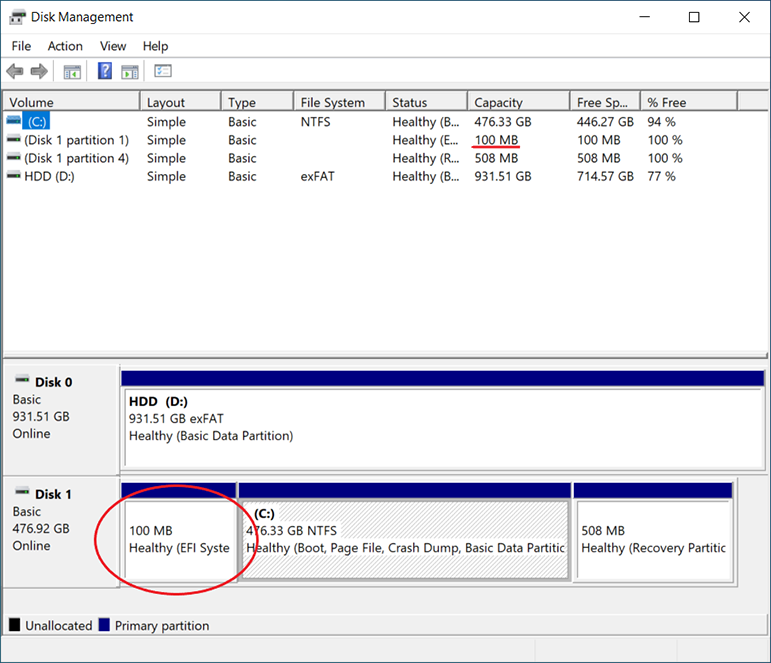 Disk Management
File Action View Help
Volume Layout Type File System Status Capacity Free Sp... % Free
(C:) Simple Basic NTFS Healthy (B... 476.33 GB 446.27 GB 94 %
(Disk 1 partition 1) Simple Basic Healthy (E... 100 MB 100 MB 100 %
(Disk 1 partition 4) Simple Basic Healthy (R... 508 MB 508 MB 100 %
HDD (D:) Simple Basic exFAT Healthy (B... 931.51 GB 714.57 GB 77 %
Disk 0
Basic
931.51 GB
Online
HDD (D:)
931.51 GB exFAT
Healthy (Basic Data Partition)
Disk 1
Basic
476.92 GB
Online
100 MB
Healthy (EFI Syste
(C:)
476.33 GB NTFS
Healthy (Boot, Page File, Crash Dump, Basic Data Partitic
508 MB
Healthy (Recovery Partitic
Unallocated Primary partition